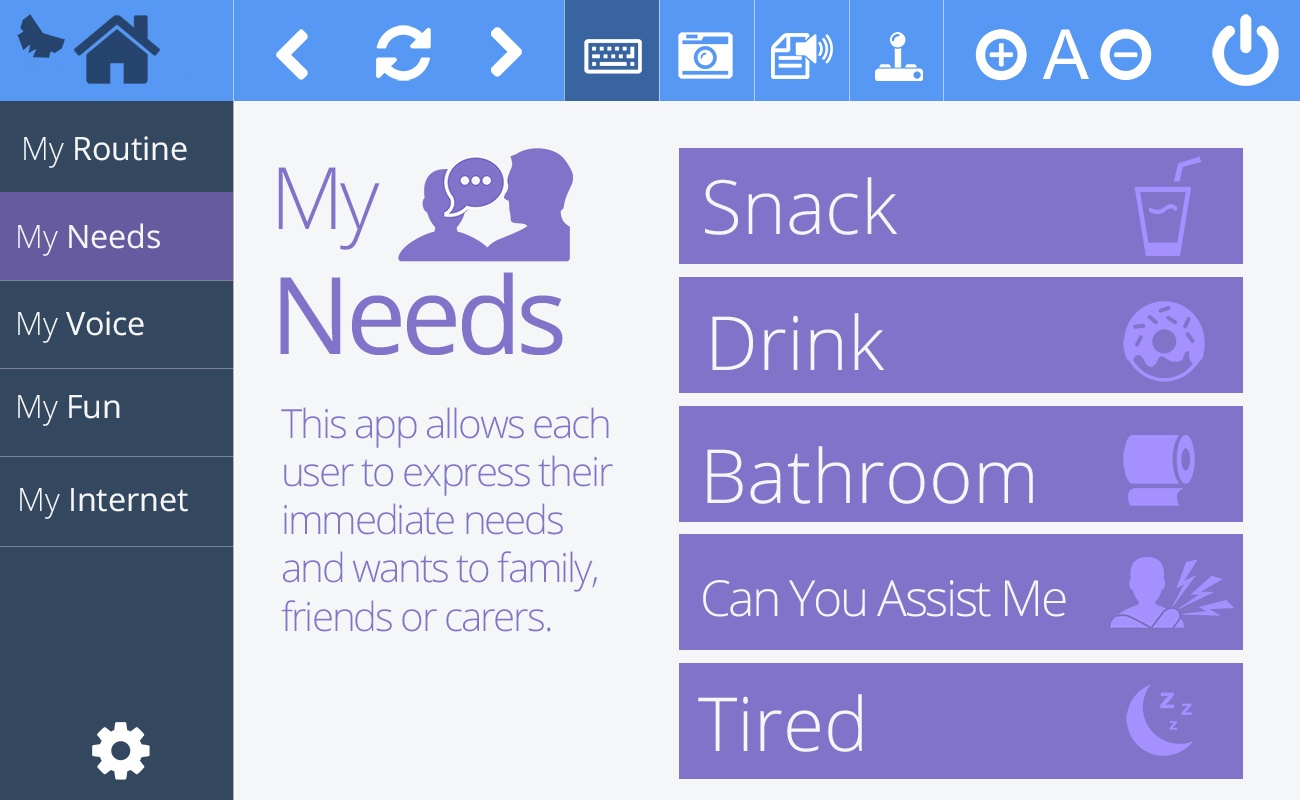 A
My Routine
My Needs
My Voice
My Fun
My Internet
My
Needs
This app allows each
user to express their
immediate needs
and wants to family,
friends or carers.
Snack
Drink
Bathroom
Can You Assist Me
Tired
z z
z